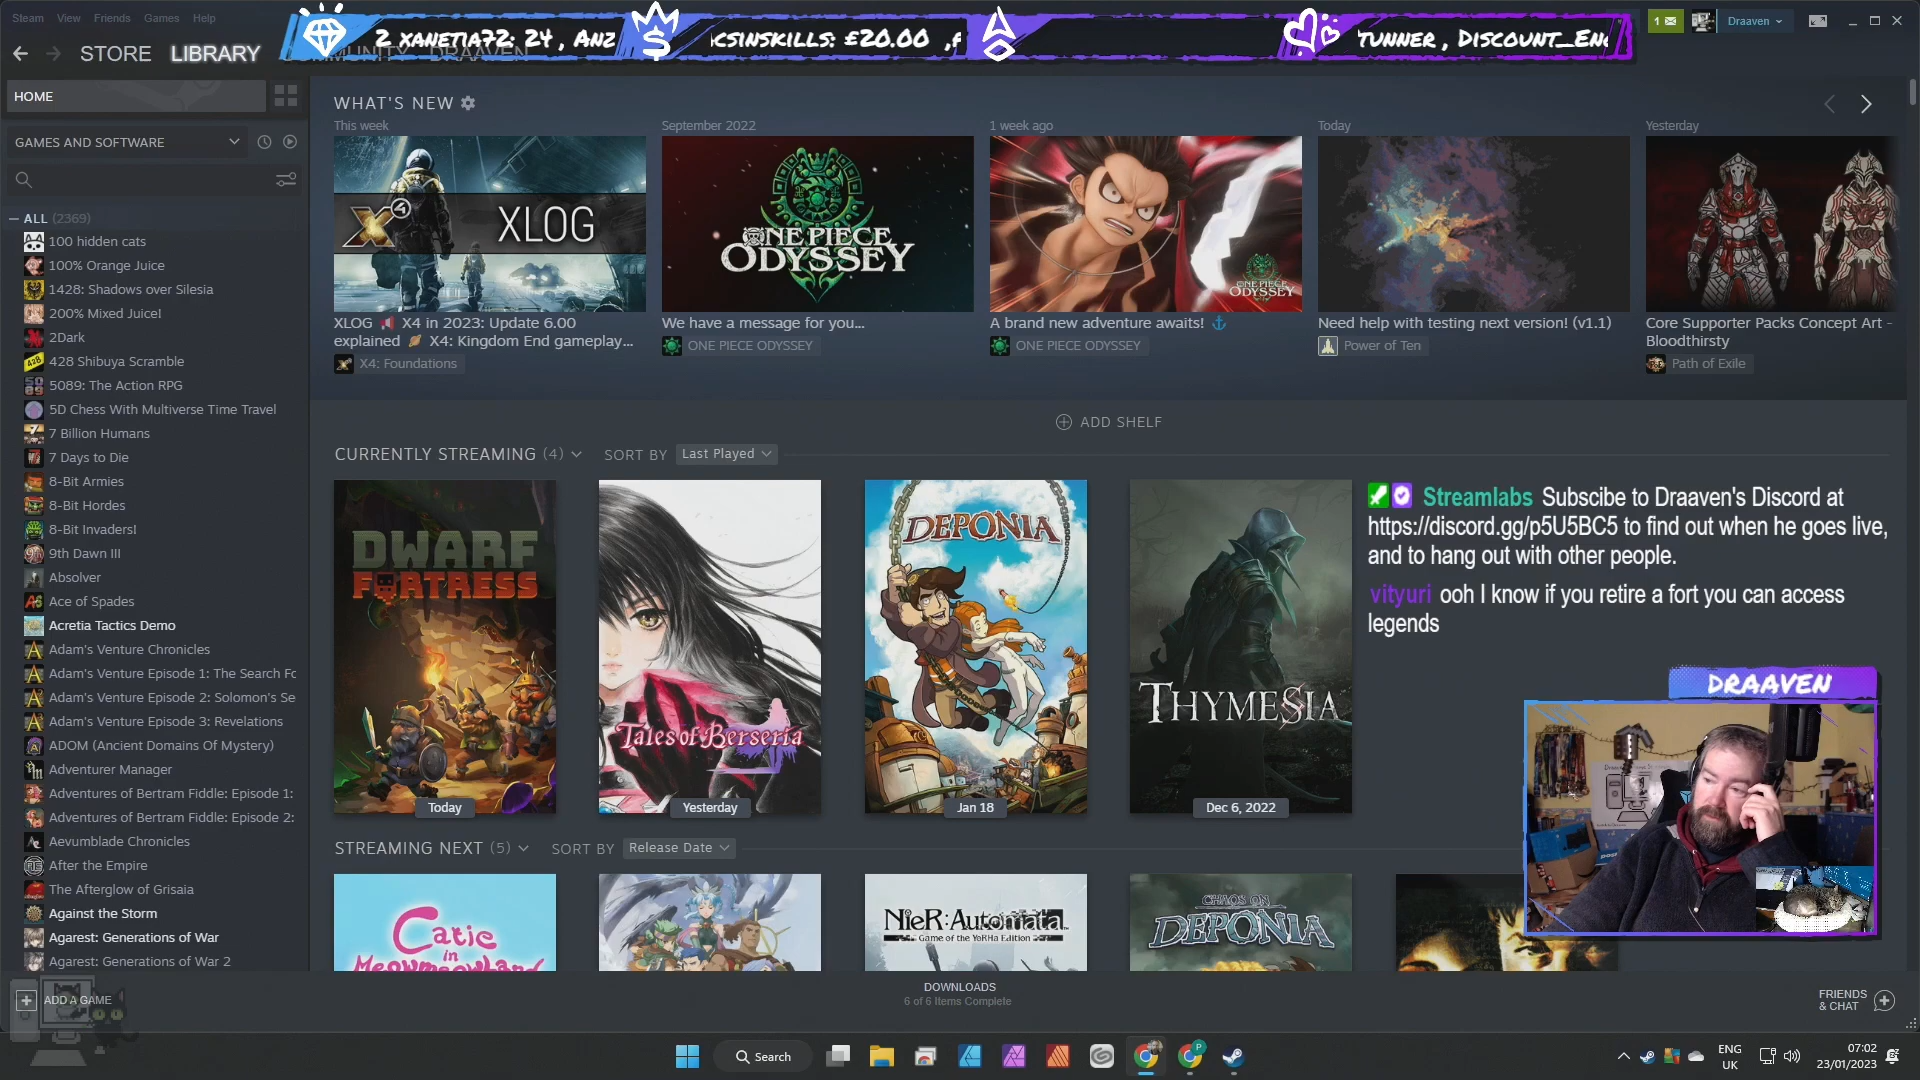 Steam View Friends Games Help
2 xanetia72: 24 , Anz
csinskills: £20.00 ,
tunner , Discount_En
1
Draaven
STORE LIBRARY
HOME
GAMES AND SOFTWARE
ALL (2369)
100 hidden cats
100% Orange Juice
1428: Shadows over Silesia
200% Mixed Juice!
2Dark
428 Shibuya Scramble
5089: The Action RPG
5D Chess With Multiverse Time Travel
7 Billion Humans
7 Days to Die
8-Bit Armies
8-Bit Hordes
8-Bit Invaders!
9th Dawn III
Absolver
Ace of Spades
Acretia Tactics Demo
Adam's Venture Chronicles
Adam's Venture Episode 1: The Search Fo
Adam's Venture Episode 2: Solomon's Se
Adam's Venture Episode 3: Revelations
ADOM (Ancient Domains Of Mystery)
Adventurer Manager
Adventures of Bertram Fiddle: Episode 1:
Adventures of Bertram Fiddle: Episode 2:
Aevumblade Chronicles
After the Empire
The Afterglow of Grisaia
Against the Storm
Agarest: Generations of War
Agarest: Generations of War 2
ADD A GAME
WHAT'S NEW
This week
X4 XLOG
XLOG X4 in 2023: Update 6.00
explained X4: Kingdom End gameplay...
X4: Foundations
September 2022
ONE PIECE
ODYSSEY
We have a message for you...
ONE PIECE ODYSSEY
1 week ago
ONE PIECE
ODYSSEY
A brand new adventure awaits!
ONE PIECE ODYSSEY
Today
Need help with testing next version! (v1.1)
Power of Ten
Yesterday
Core Supporter Packs Concept Art -
Bloodthirsty
Path of Exile
ADD SHELF
CURRENTLY STREAMING (4) SORT BY Last Played
DWARF
FORTRESS
Today
Tales of Berseria
Yesterday
DEPONIA
Jan 18
THYMESIA
Dec 6, 2022
Streamlabs Subscibe to Draaven's Discord at
https://discord.gg/p5U5BC5 to find out when he goes live,
and to hang out with other people.
vityuri ooh I know if you retire a fort you can access
legends
DRAAVEN
STREAMING NEXT (5) SORT BY Release Date
Catie
in
MeowmeowLand
NieR:Automata
Game of the YoRHa Edition
CHAOS ON
DEPONIA
DOWNLOADS
6 of 6 Items Complete
FRIENDS
& CHAT
Search
ENG
UK
07:02
23/01/2023